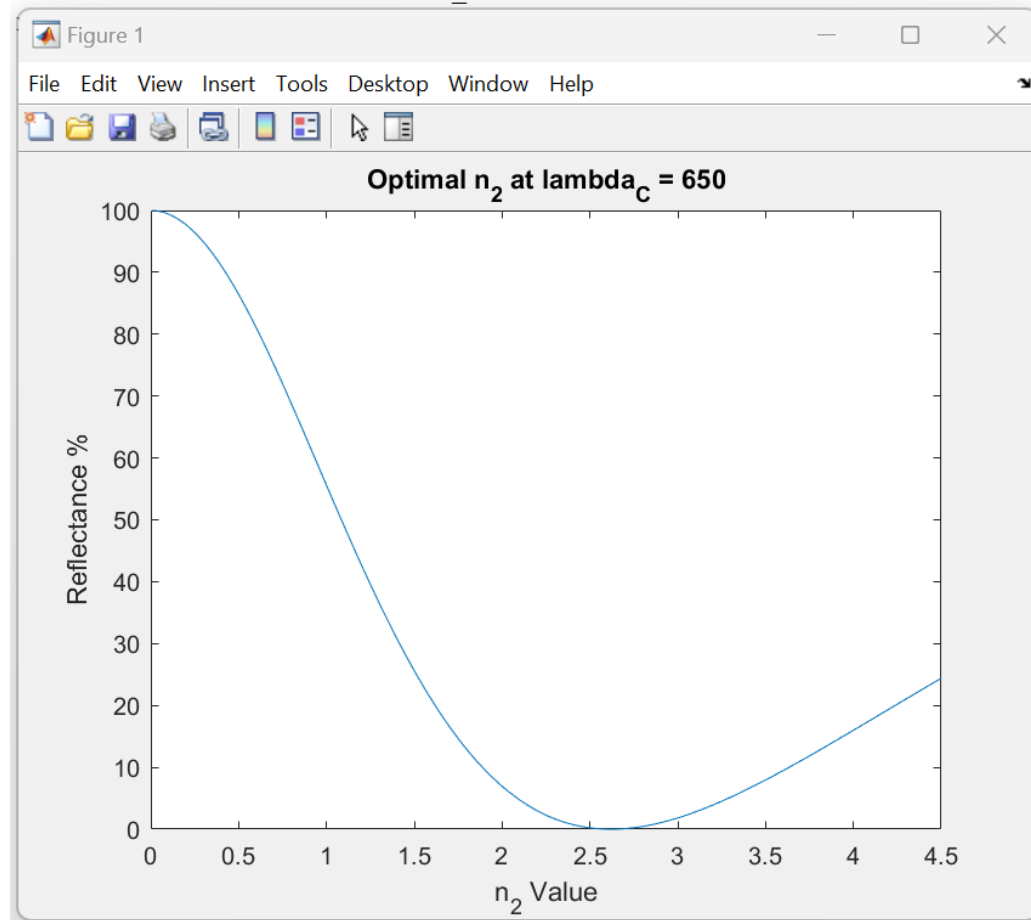 Figure 1
File Edit View Insert Tools Desktop Window Help
Optimal n₂ at lambda_C = 650
100
90
80
70
60
50
40
30
20
10
0
Reflectance %
0 0.5 1 1.5 2 2.5 3 3.5 4 4.5
n₂ Value